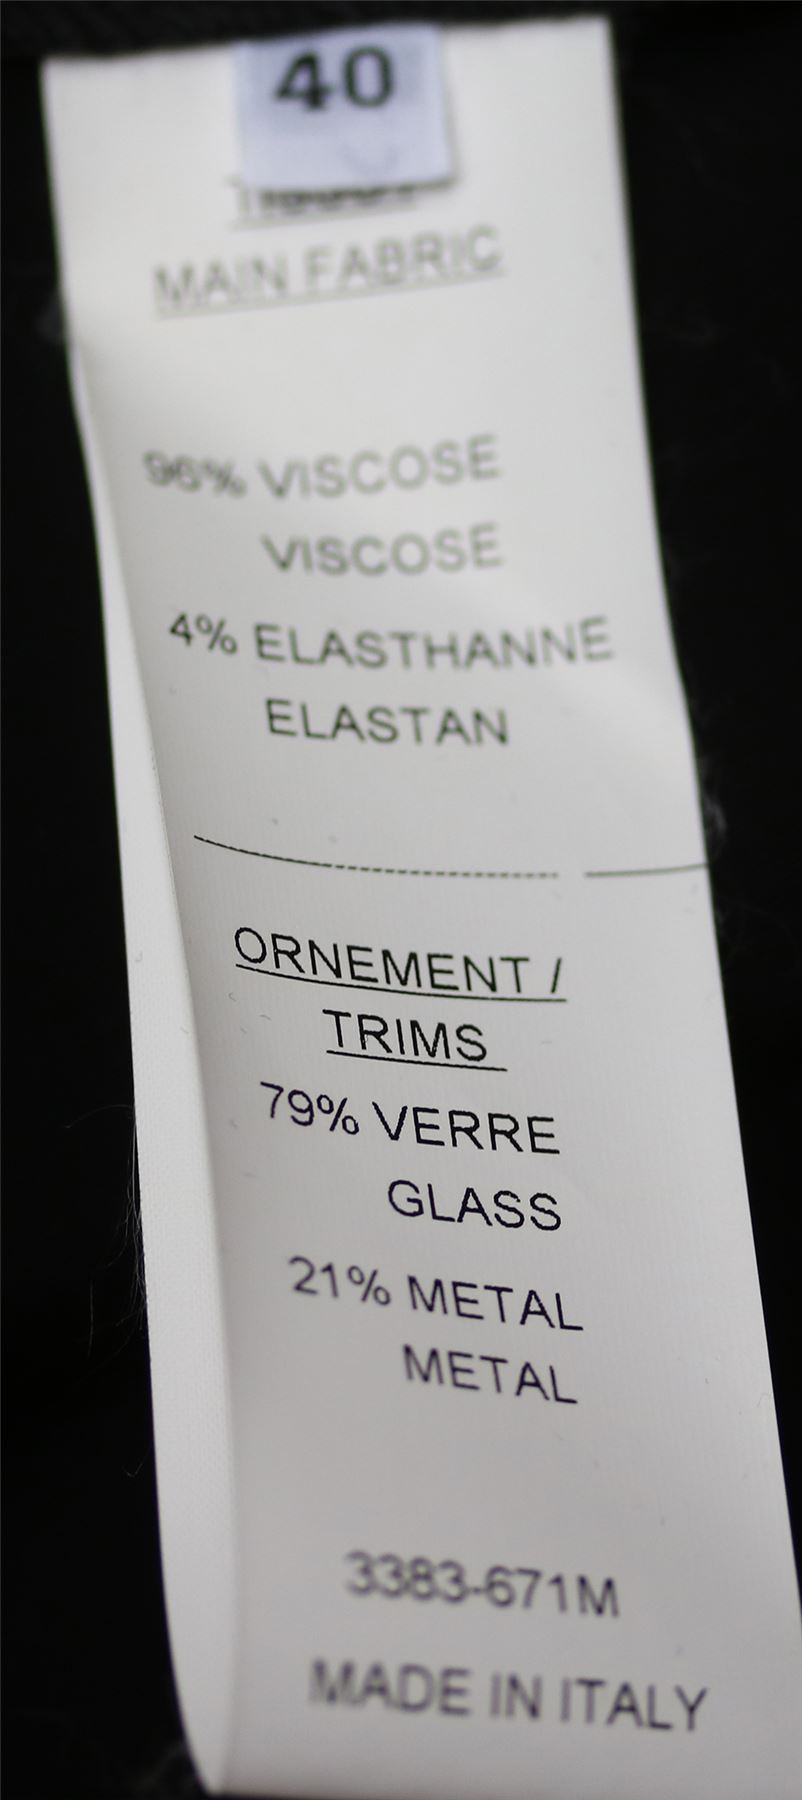 40
MAIN FABRIC
96% VISCOSE
VISCOSE
4% ELASTHANNE
ELASTAN
ORNEMENT /
TRIMS
79% VERRE
GLASS
21% METAL
METAL
3383-671M
MADE IN ITALY